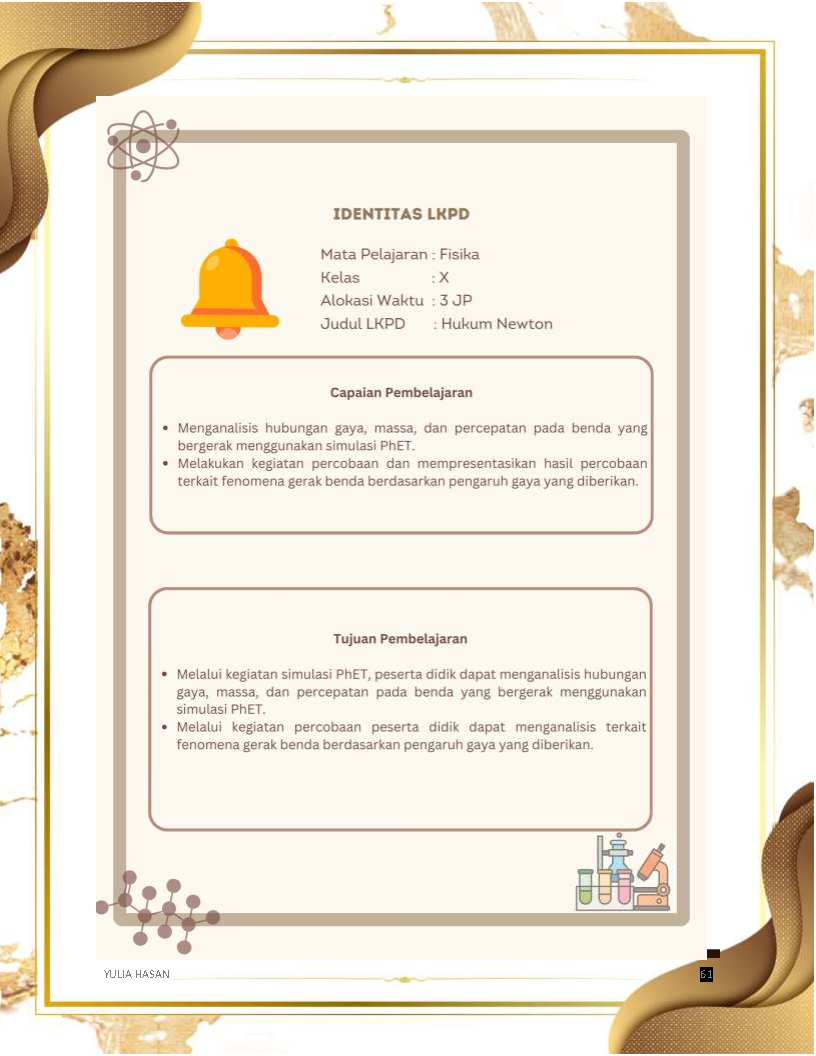 IDENTITAS LKPD
Mata Pelajaran : Fisika
Kelas : X
Alokasi Waktu : 3 JP
Judul LKPD : Hukum Newton
Capaian Pembelajaran
• Menganalisis hubungan gaya, massa, dan percepatan pada benda yang
bergerak menggunakan simulasi PhET.
• Melakukan kegiatan percobaan dan mempresentasikan hasil percobaan
terkait fenomena gerak benda berdasarkan pengaruh gaya yang diberikan.
Tujuan Pembelajaran
• Melalui kegiatan simulasi PhET, peserta didik dapat menganalisis hubungan
gaya, massa, dan percepatan pada benda yang bergerak menggunakan
simulasi PhET.
• Melalui kegiatan percobaan peserta didik dapat menganalisis terkait
fenomena gerak benda berdasarkan pengaruh gaya yang diberikan.
YULIA HASAN
61